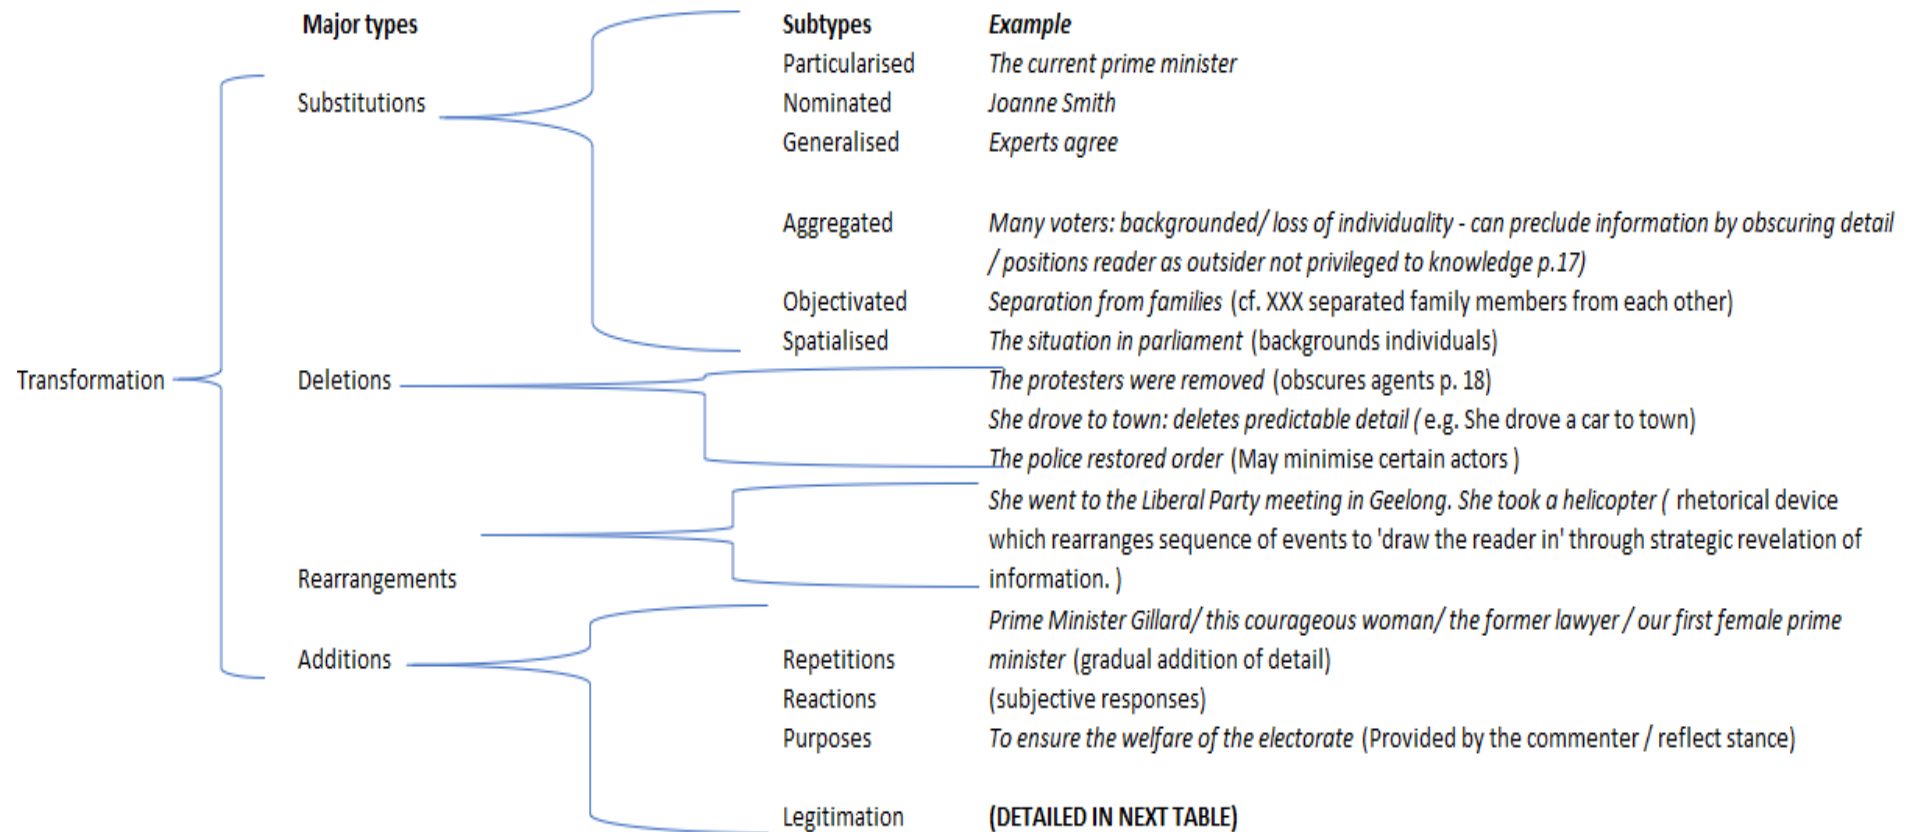 Major types Subtypes Example
Particularised The current prime minister
Substitutions Nominated Joanne Smith
Generalised Experts agree
Aggregated Many voters: backgrounded/ loss of individuality - can preclude information by obscuring detail
/ positions reader as outsider not privileged to knowledge p.17)
Objectivated Separation from families (cf. XXX separated family members from each other)
Spatialised The situation in parliament (backgrounds individuals)
Transformation Deletions The protesters were removed (obscures agents p. 18)
She drove to town: deletes predictable detail ( e.g. She drove a car to town)
The police restored order (May minimise certain actors )
She went to the Liberal Party meeting in Geelong. She took a helicopter ( rhetorical device
which rearranges sequence of events to 'draw the reader in' through strategic revelation of
Rearrangements information. )
Prime Minister Gillard/ this courageous woman/ the former lawyer / our first female prime
Additions Repetitions minister (gradual addition of detail)
Reactions (subjective responses)
Purposes To ensure the welfare of the electorate (Provided by the commenter / reflect stance)
Legitimation (DETAILED IN NEXT TABLE)